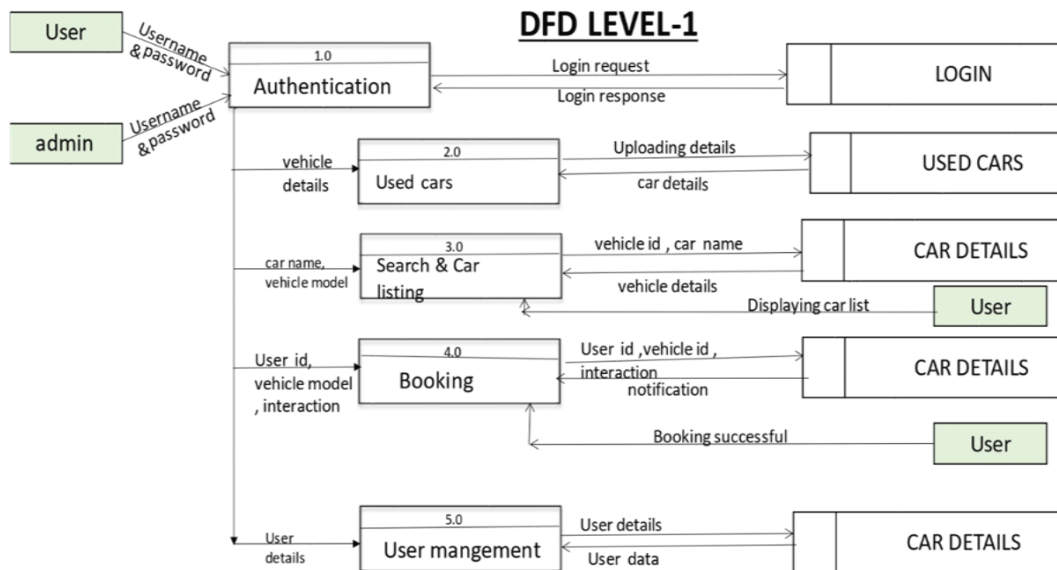 DFD LEVEL-1
User
Username
&password
admin
Username
&password
1.0
Authentication
Login request
Login response
LOGIN
vehicle
details
2.0
Used cars
Uploading details
car details
USED CARS
car name,
vehicle model
3.0
Search & Car
listing
vehicle id , car name
vehicle details
CAR DETAILS
Displaying car list
User
User id,
vehicle model
, interaction
4.0
Booking
User id ,vehicle id ,
interaction
notification
CAR DETAILS
Booking successful
User
User
details
5.0
User mangement
User details
User data
CAR DETAILS